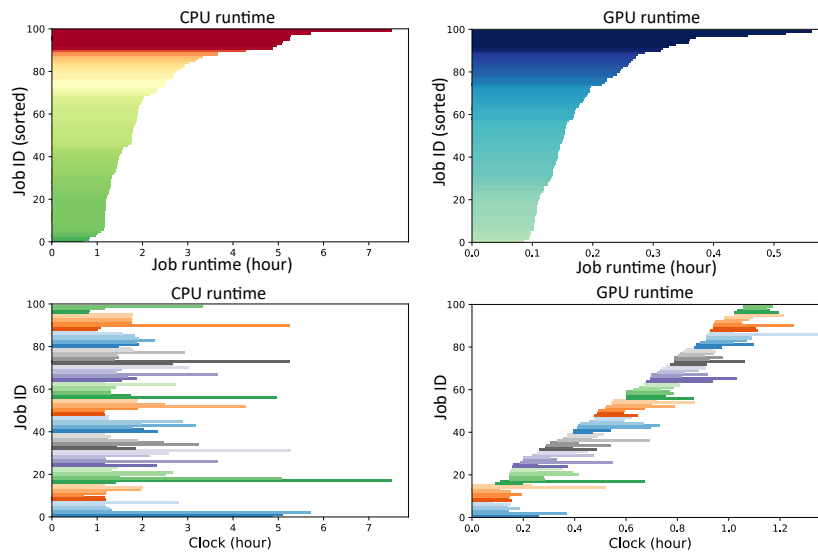 CPU runtime
100
80
60
40
20
0
Job ID (sorted)
0 1 2 3 4 5 6 7
Job runtime (hour)
GPU runtime
100
80
60
40
20
0
Job ID (sorted)
0.0 0.1 0.2 0.3 0.4 0.5
Job runtime (hour)
CPU runtime
100
80
60
40
20
0
Job ID
0 1 2 3 4 5 6 7
Clock (hour)
GPU runtime
100
80
60
40
20
0
Job ID
0.0 0.2 0.4 0.6 0.8 1.0 1.2
Clock (hour)